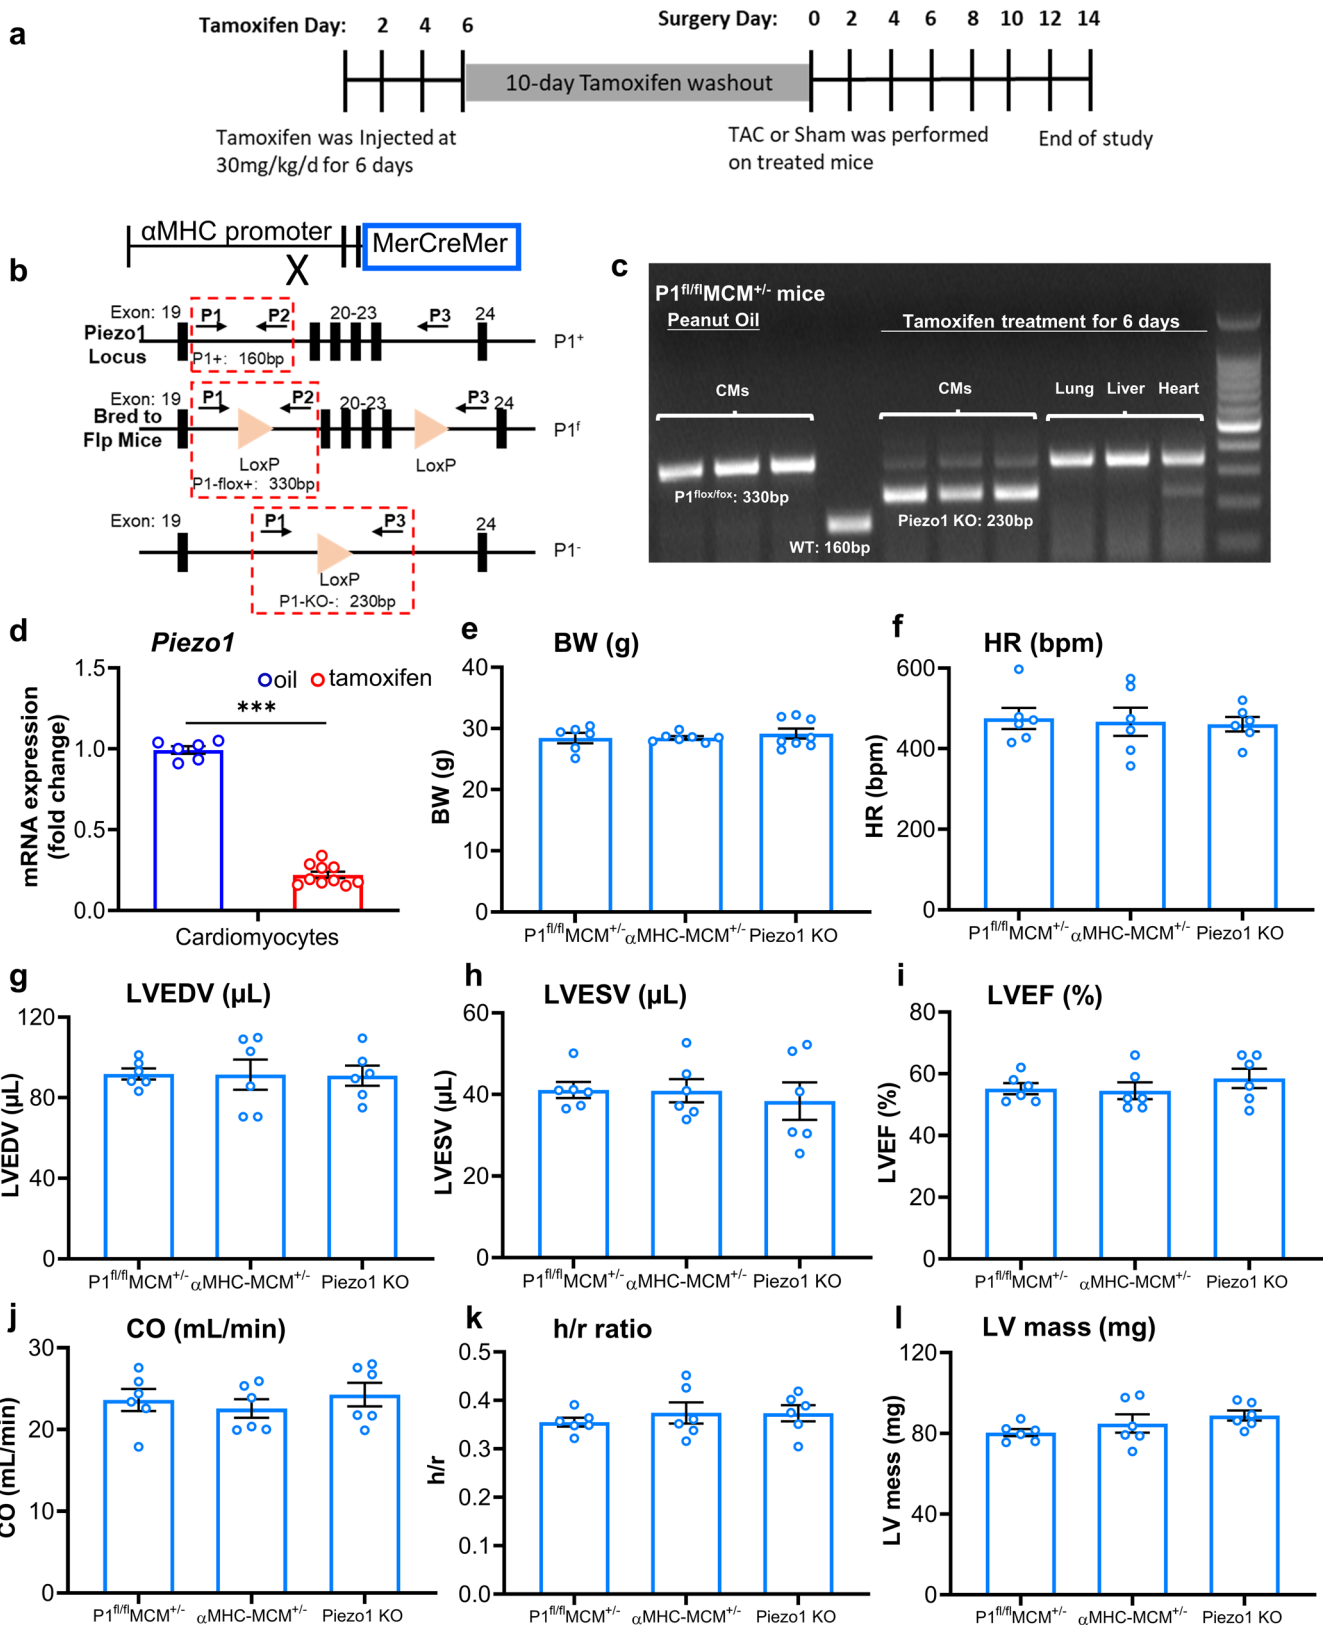 a
Tamoxifen Day: 2 4 6
Surgery Day: 0 2 4 6 8 10 12 14
10-day Tamoxifen washout
Tamoxifen was Injected at
30mg/kg/d for 6 days
TAC or Sham was performed
on treated mice
End of study
b
αMHC promoter
MerCreMer
X
Exon: 19 P1 P2 20-23 P3 24
Piezo1
Locus
P1+: 160bp
P1+
Exon: 19 P1 P2 20-23 P3 24
Bred to
Flp Mice
P1f
LoxP LoxP
P1-flox+: 330bp
Exon: 19 P1 P3 24
P1-
LoxP
P1-KO-: 230bp
c
P1fl/flMCM+/- mice
Peanut Oil
Tamoxifen treatment for 6 days
CMs
CMs
Lung Liver Heart
P1flox/fox: 330bp
Piezo1 KO: 230bp
WT: 160bp
d
Piezo1
oil tamoxifen
***
mRNA expression
(fold change)
1.5
1.0
0.5
0.0
Cardiomyocytes
e
BW (g)
BW (g)
40
30
20
10
0
P1fl/flMCM+/- αMHC-MCM+/- Piezo1 KO
f
HR (bpm)
HR (bpm)
600
400
200
0
P1fl/flMCM+/- αMHC-MCM+/- Piezo1 KO
g
LVEDV (µL)
LVEDV (µL)
120
80
40
0
P1fl/flMCM+/- αMHC-MCM+/- Piezo1 KO
h
LVESV (µL)
LVESV (µL)
60
40
20
0
P1fl/flMCM+/- αMHC-MCM+/- Piezo1 KO
i
LVEF (%)
LVEF (%)
80
60
40
20
0
P1fl/flMCM+/- αMHC-MCM+/- Piezo1 KO
j
CO (mL/min)
CO (mL/min)
30
20
10
0
P1fl/flMCM+/- αMHC-MCM+/- Piezo1 KO
k
h/r ratio
h/r
0.5
0.4
0.3
0.2
0.1
0.0
P1fl/flMCM+/- αMHC-MCM+/- Piezo1 KO
l
LV mass (mg)
LV mess (mg)
120
80
40
0
P1fl/flMCM+/- αMHC-MCM+/- Piezo1 KO